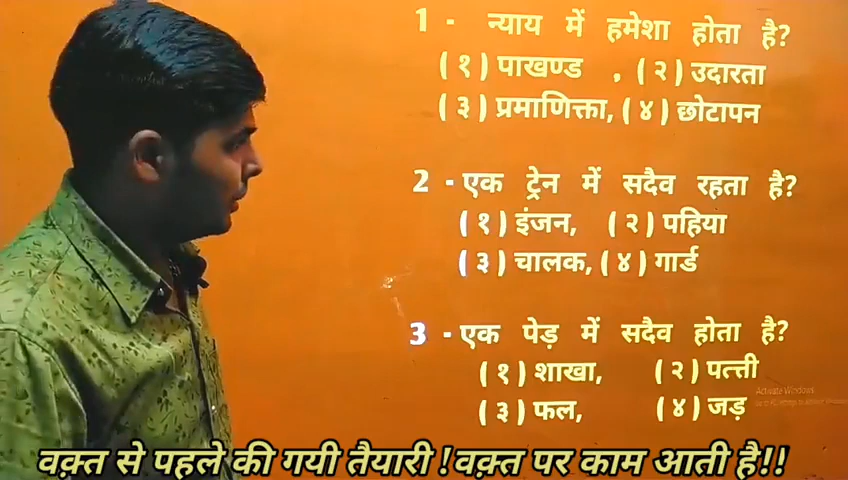 1 - न्याय में हमेशा होता है?
(१) पाखण्ड , (२) उदारता
(३) प्रमाणिक्ता, (४) छोटापन
2 - एक ट्रेन में सदैव रहता है?
(१) इंजन, (२) पहिया
(३) चालक, (४) गार्ड
3 - एक पेड़ में सदैव होता है?
(१) शाखा, (२) पत्ती
(३) फल, (४) जड़
Activate Windows
वक़्त से पहले की गयी तैयारी ! वक़्त पर काम आती है!!